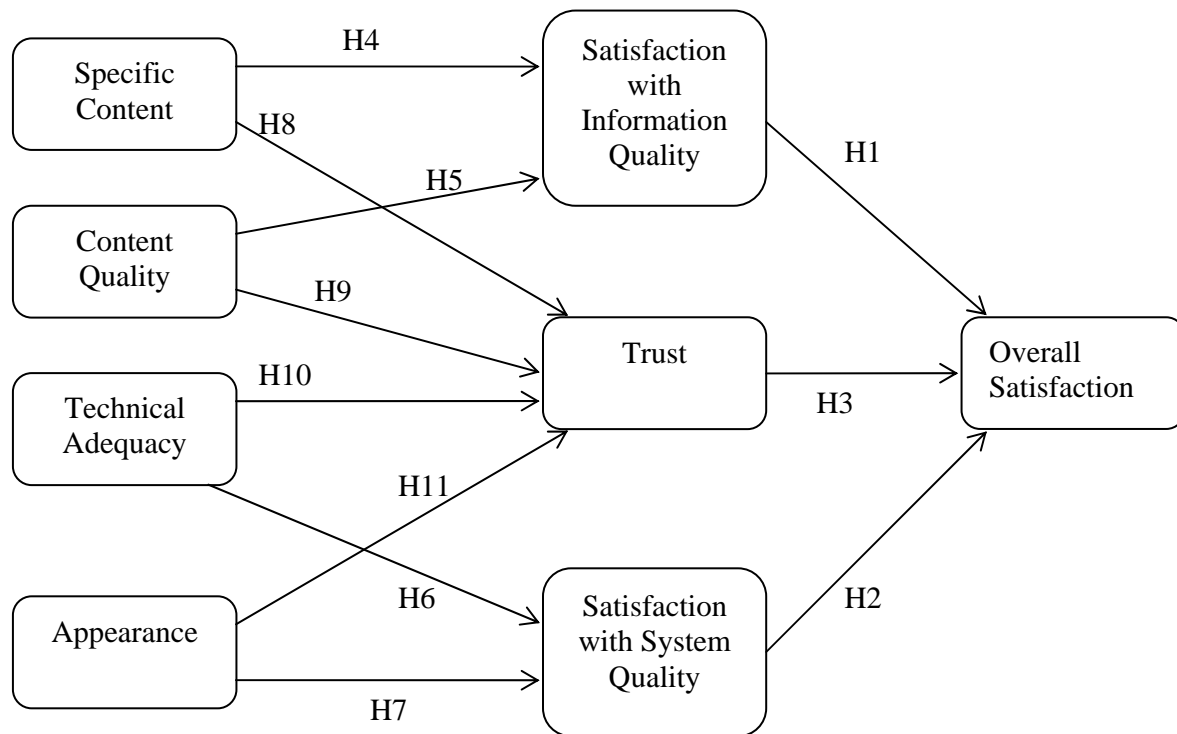 H4
Specific
Content
H8
Satisfaction
with
Information
Quality
H1
H5
Content
Quality
H9
Trust
Overall
Satisfaction
H3
H10
Technical
Adequacy
H11
H6
Appearance
H7
Satisfaction
with System
Quality
H2